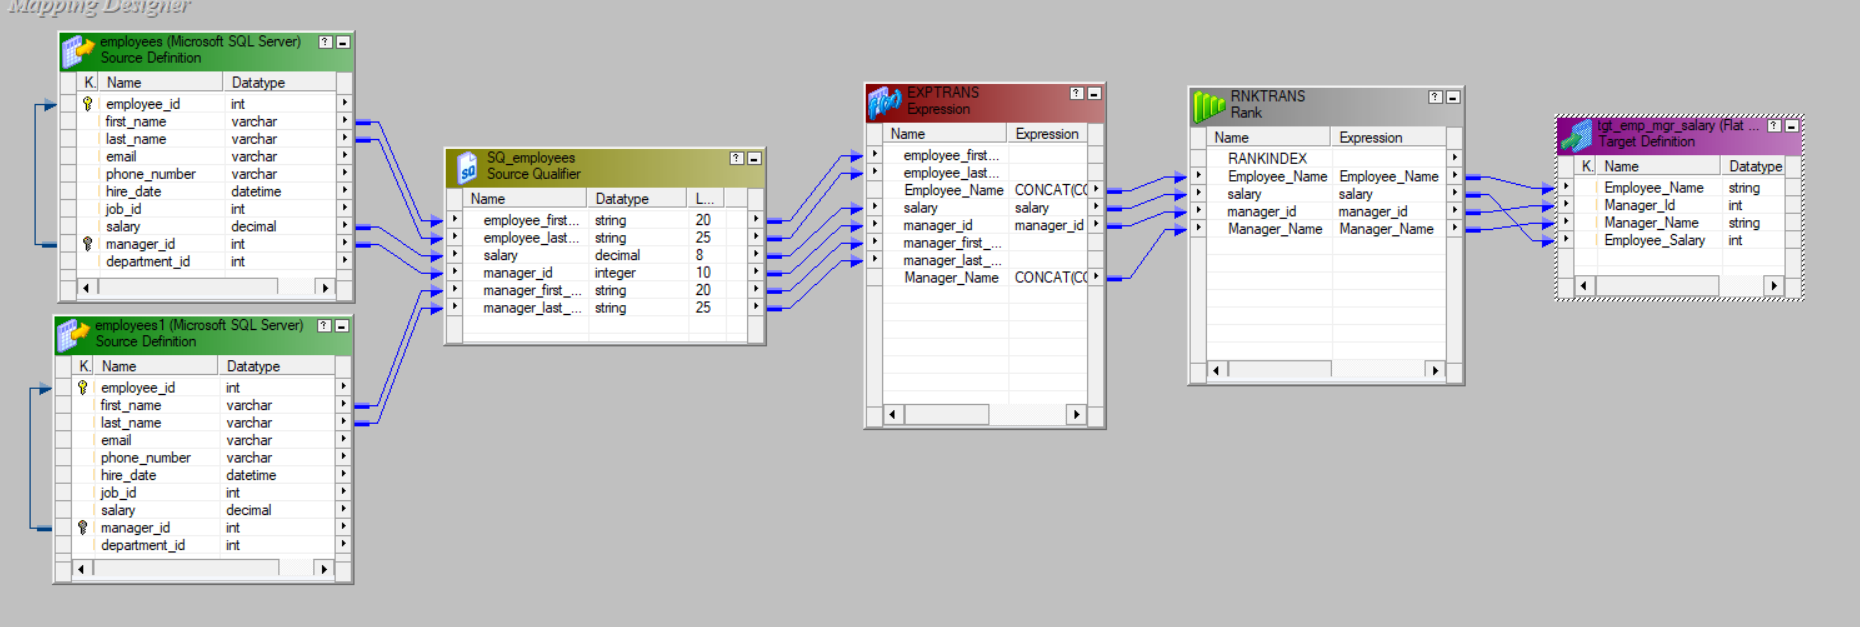 Mapping Designer
employees (Microsoft SQL Server)
Source Definition
K. Name Datatype
employee_id int
first_name varchar
last_name varchar
email varchar
phone_number varchar
hire_date datetime
job_id int
salary decimal
manager_id int
department_id int
employees1 (Microsoft SQL Server)
Source Definition
K. Name Datatype
employee_id int
first_name varchar
last_name varchar
email varchar
phone_number varchar
hire_date datetime
job_id int
salary decimal
manager_id int
department_id int
SQ_employees
Source Qualifier
Name Datatype L...
employee_first... string 20
employee_last... string 25
salary decimal 8
manager_id integer 10
manager_first_... string 20
manager_last_... string 25
EXPTRANS
Expression
Name Expression
employee_first...
employee_last...
Employee_Name CONCAT(CC
salary salary
manager_id manager_id
manager_first_...
manager_last_...
Manager_Name CONCAT(CC
RNKTRANS
Rank
Name Expression
RANKINDEX
Employee_Name Employee_Name
salary salary
manager_id manager_id
Manager_Name Manager_Name
tgt_emp_mgr_salary (Flat ...
Target Definition
K. Name Datatype
Employee_Name string
Manager_Id int
Manager_Name string
Employee_Salary int